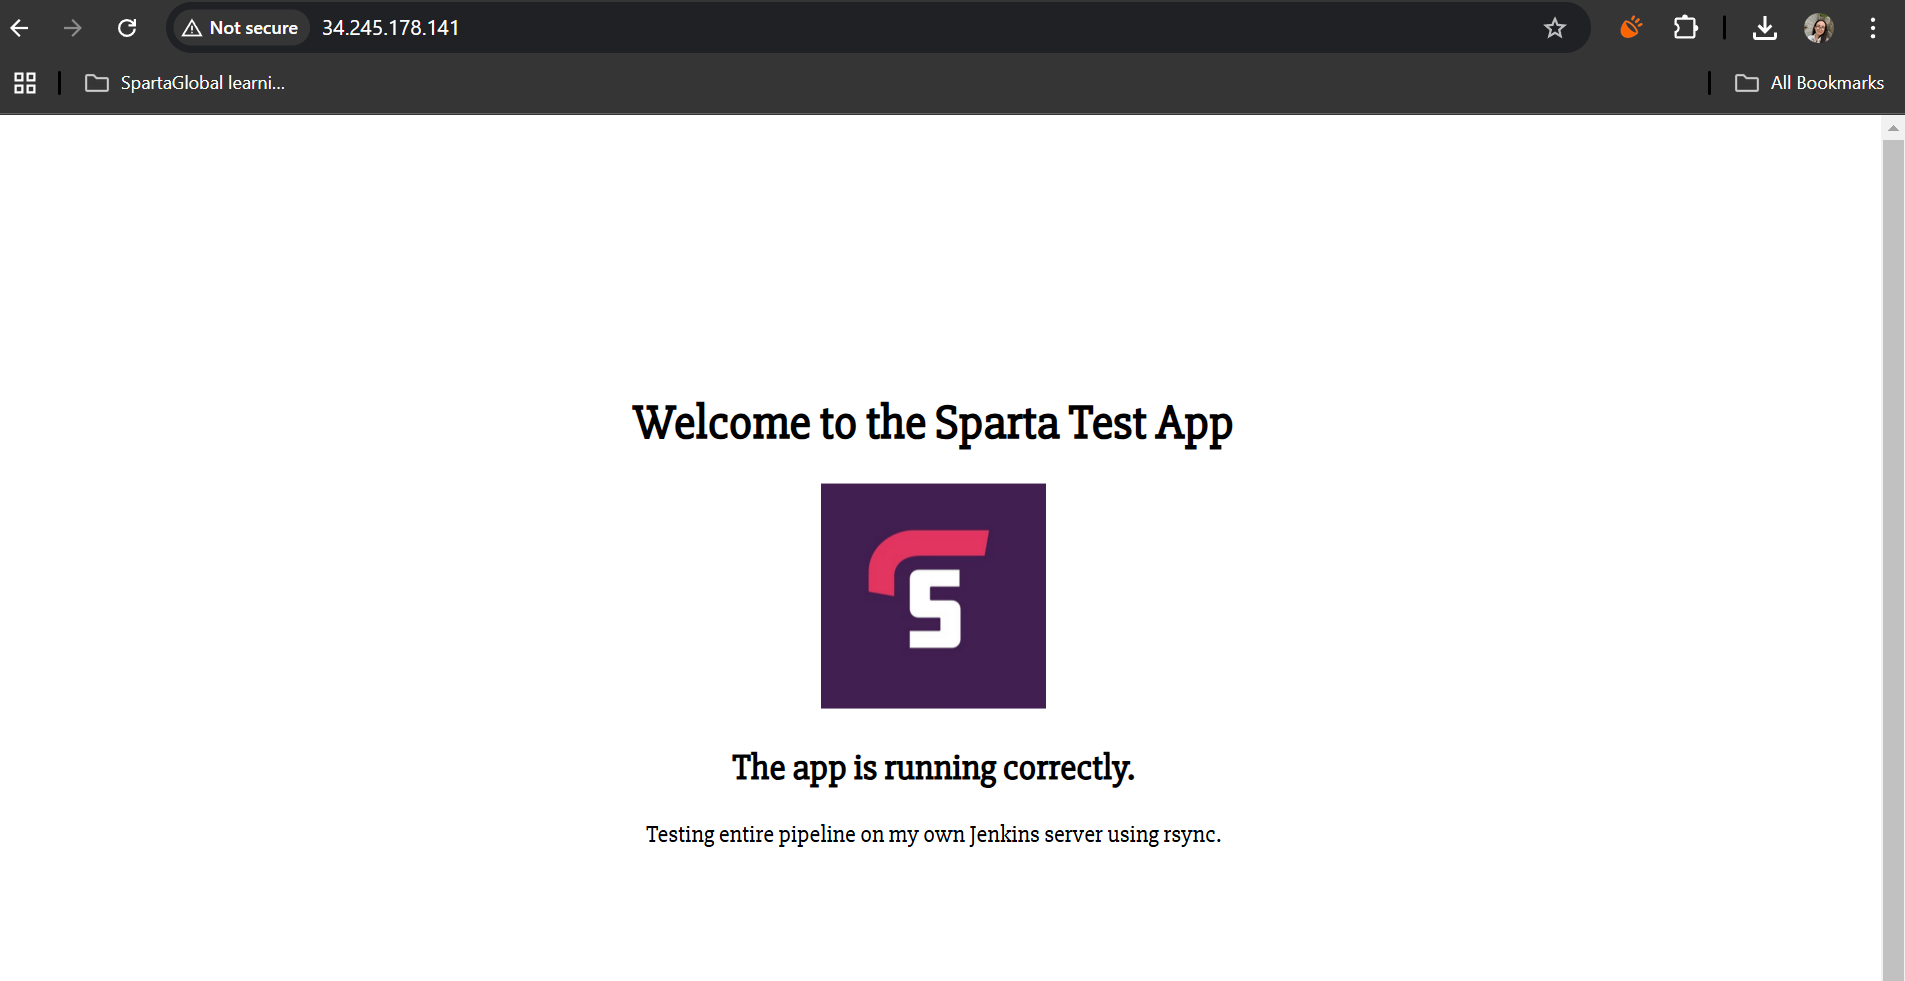 Not secure
34.245.178.141
SpartaGlobal learni...
All Bookmarks
Welcome to the Sparta Test App
S
The app is running correctly.
Testing entire pipeline on my own Jenkins server using rsync.